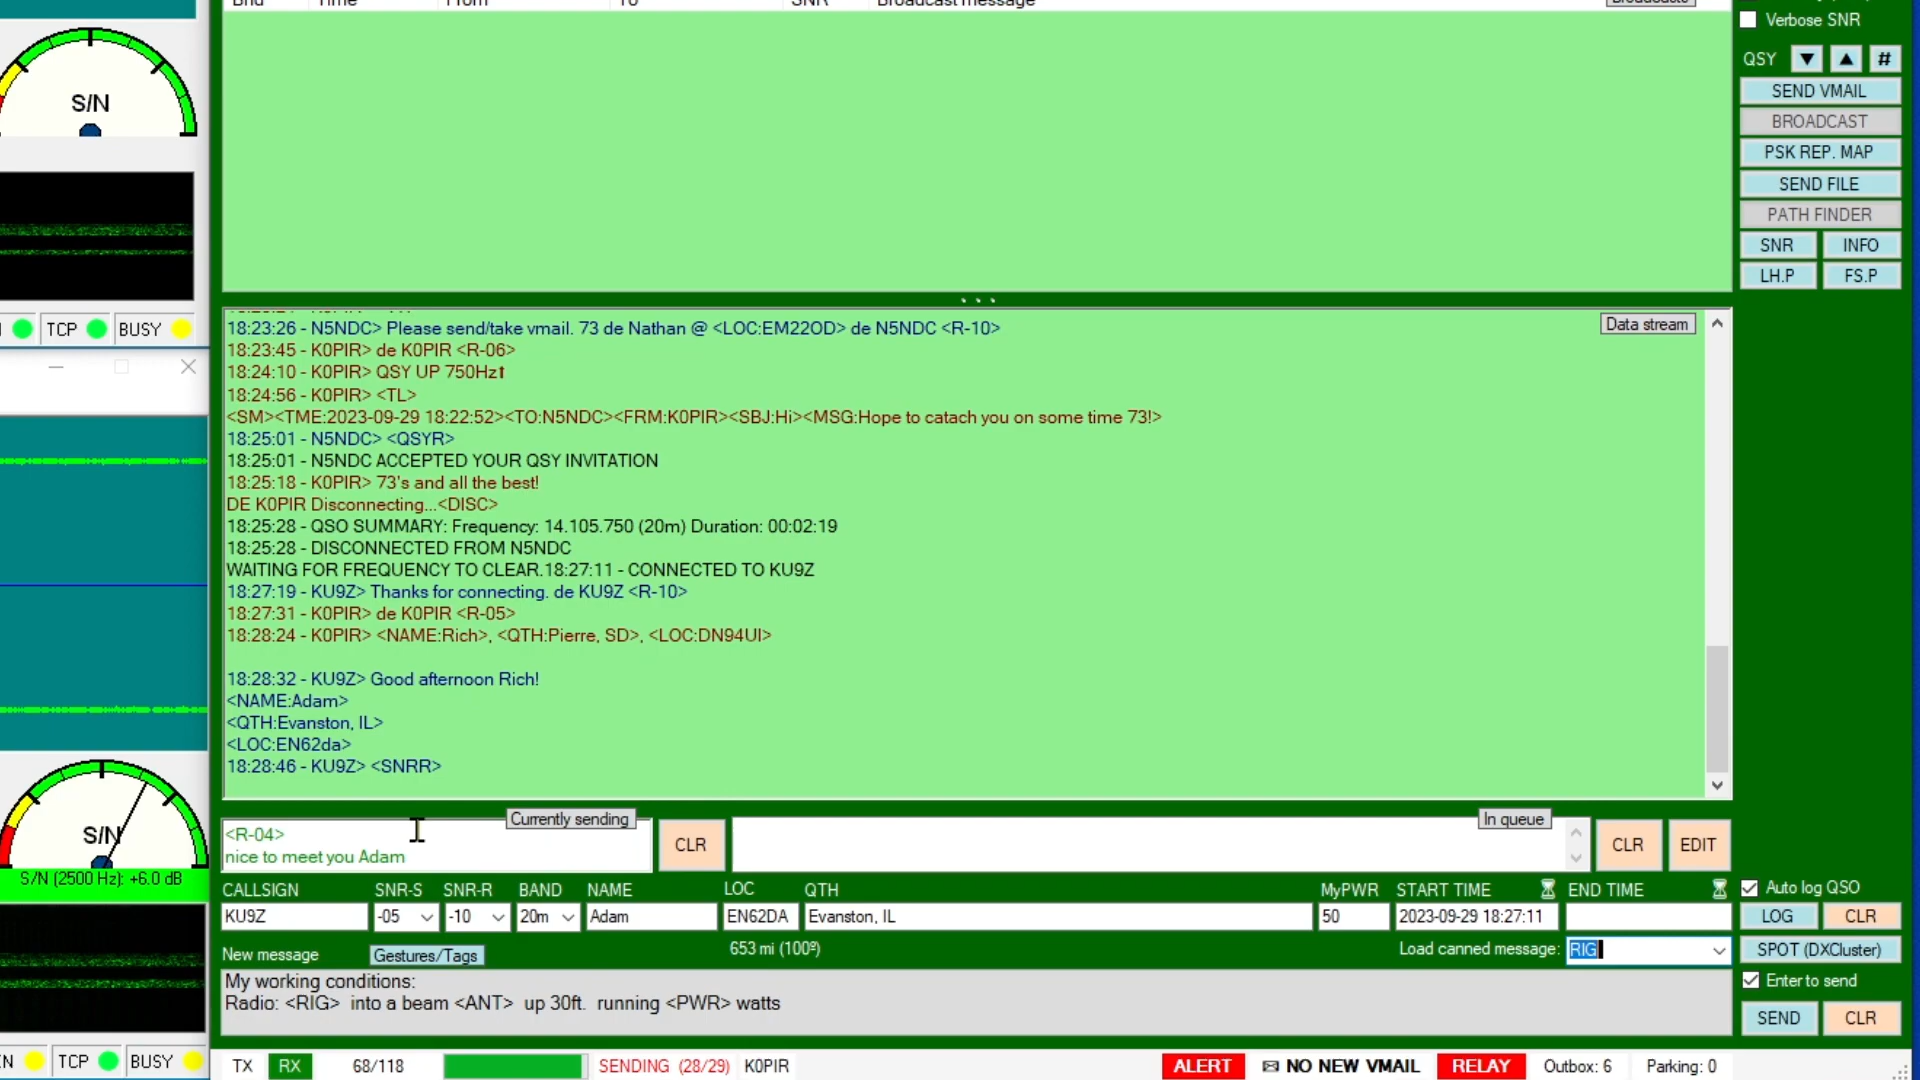 Time
From
To
SNR
Broadcast message
Broadcasts
Verbose SNR
S/N
QSY ▼ ▲ #
SEND VMAIL
BROADCAST
PSK REP. MAP
SEND FILE
PATH FINDER
SNR INFO
LH.P FS.P
TCP BUSY
Data stream
18:23:26 - N5NDC> Please send/take vmail. 73 de Nathan @ <LOC:EM22OD> de N5NDC <R-10>
18:23:45 - K0PIR> de K0PIR <R-06>
18:24:10 - K0PIR> QSY UP 750Hz⬆
18:24:56 - K0PIR> <TL>
<SM><TME:2023-09-29 18:22:52><TO:N5NDC><FRM:K0PIR><SBJ:Hi><MSG:Hope to catach you on some time 73!>
18:25:01 - N5NDC> <QSYR>
18:25:01 - N5NDC ACCEPTED YOUR QSY INVITATION
18:25:18 - K0PIR> 73's and all the best!
DE K0PIR Disconnecting...<DISC>
18:25:28 - QSO SUMMARY: Frequency: 14.105.750 (20m) Duration: 00:02:19
18:25:28 - DISCONNECTED FROM N5NDC
WAITING FOR FREQUENCY TO CLEAR.18:27:11 - CONNECTED TO KU9Z
18:27:19 - KU9Z> Thanks for connecting. de KU9Z <R-10>
18:27:31 - K0PIR> de K0PIR <R-05>
18:28:24 - K0PIR> <NAME:Rich>, <QTH:Pierre, SD>, <LOC:DN94UI>
18:28:32 - KU9Z> Good afternoon Rich!
<NAME:Adam>
<QTH:Evanston, IL>
<LOC:EN62da>
18:28:46 - KU9Z> <SNRR>
Currently sending
In queue
<R-04>
nice to meet you Adam
CLR
CLR
EDIT
S/N
S/N (2500 Hz): +6.0 dB
CALLSIGN SNR-S SNR-R BAND NAME LOC QTH MyPWR START TIME END TIME
Auto log QSO
KU9Z -05 -10 20m Adam EN62DA Evanston, IL 50 2023-09-29 18:27:11
LOG CLR
New message
Gestures/Tags
653 mi (100º)
Load canned message: RIG
SPOT (DXCluster)
My working conditions:
Radio: <RIG>  into a beam <ANT>  up 30ft.  running <PWR> watts
Enter to send
SEND CLR
TCP BUSY
TX RX 68/118 SENDING (28/29) K0PIR ALERT NO NEW VMAIL RELAY Outbox: 6 Parking: 0